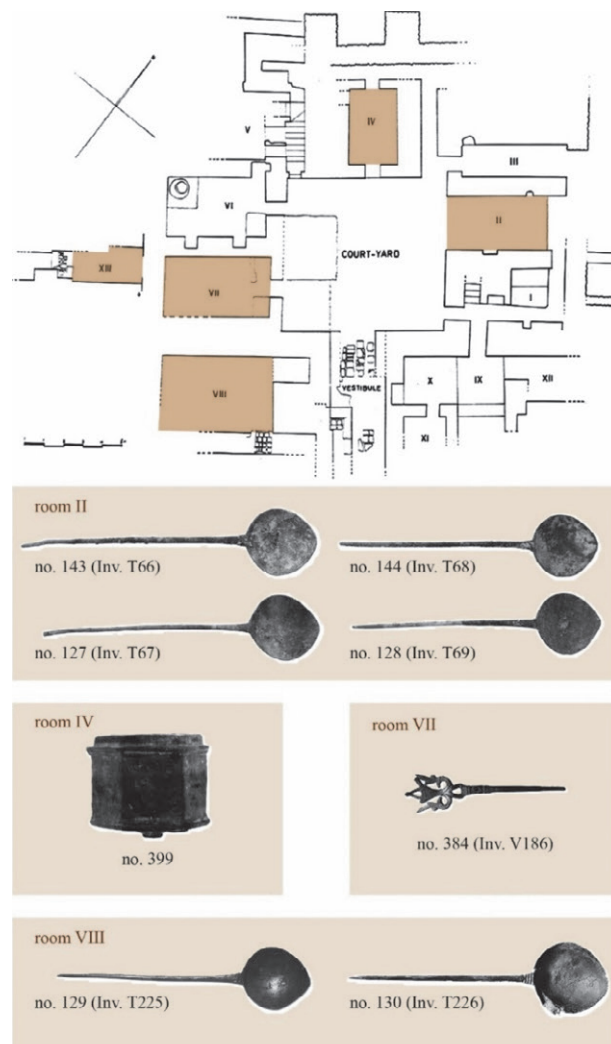 IV
V
III
VI
II
COURT-YARD
XIII
VII
I
VESTIBULE
X
IX
XII
VIII
XI
room II
no. 143 (Inv. T66)
no. 144 (Inv. T68)
no. 127 (Inv. T67)
no. 128 (Inv. T69)
room IV
room VII
no. 399
no. 384 (Inv. V186)
room VIII
no. 129 (Inv. T225)
no. 130 (Inv. T226)